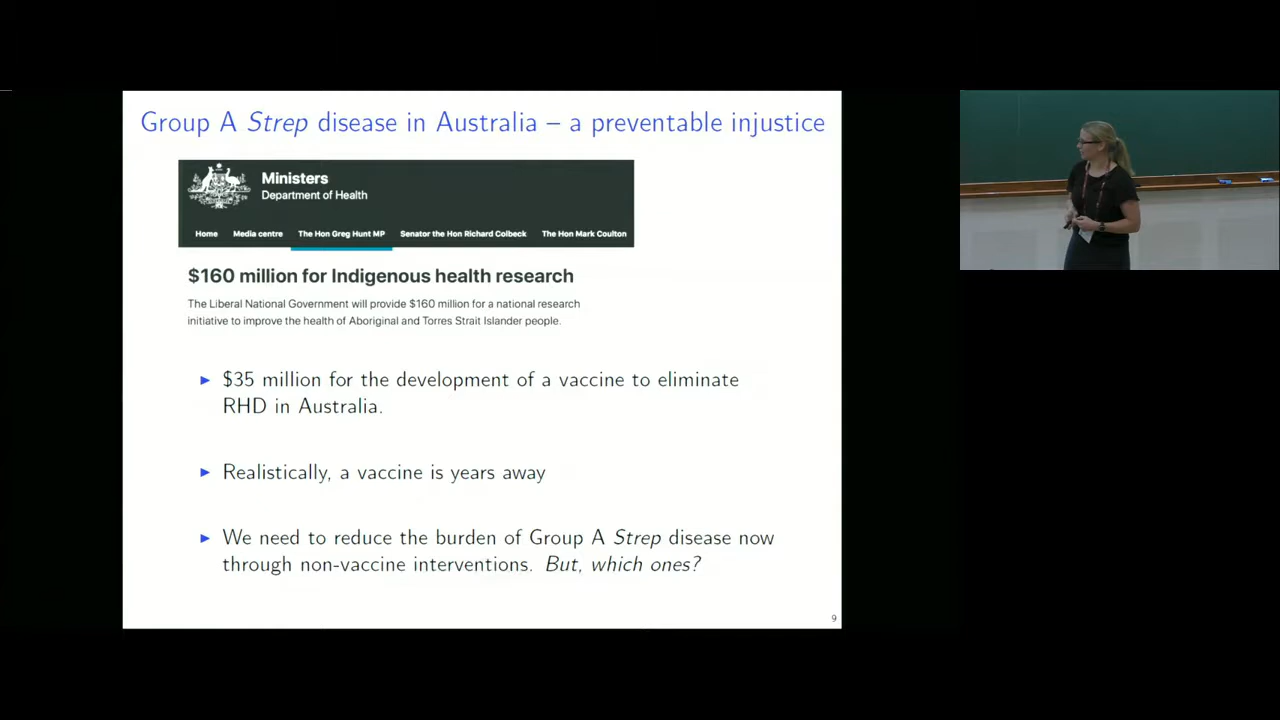 Group A Strep disease in Australia – a preventable injustice
Ministers
Department of Health
Home Media centre The Hon Greg Hunt MP Senator the Hon Richard Colbeck The Hon Mark Coulton
$160 million for Indigenous health research
The Liberal National Government will provide $160 million for a national research
initiative to improve the health of Aboriginal and Torres Strait Islander people.
► $35 million for the development of a vaccine to eliminate
RHD in Australia.
► Realistically, a vaccine is years away
► We need to reduce the burden of Group A Strep disease now
through non-vaccine interventions. But, which ones?
9